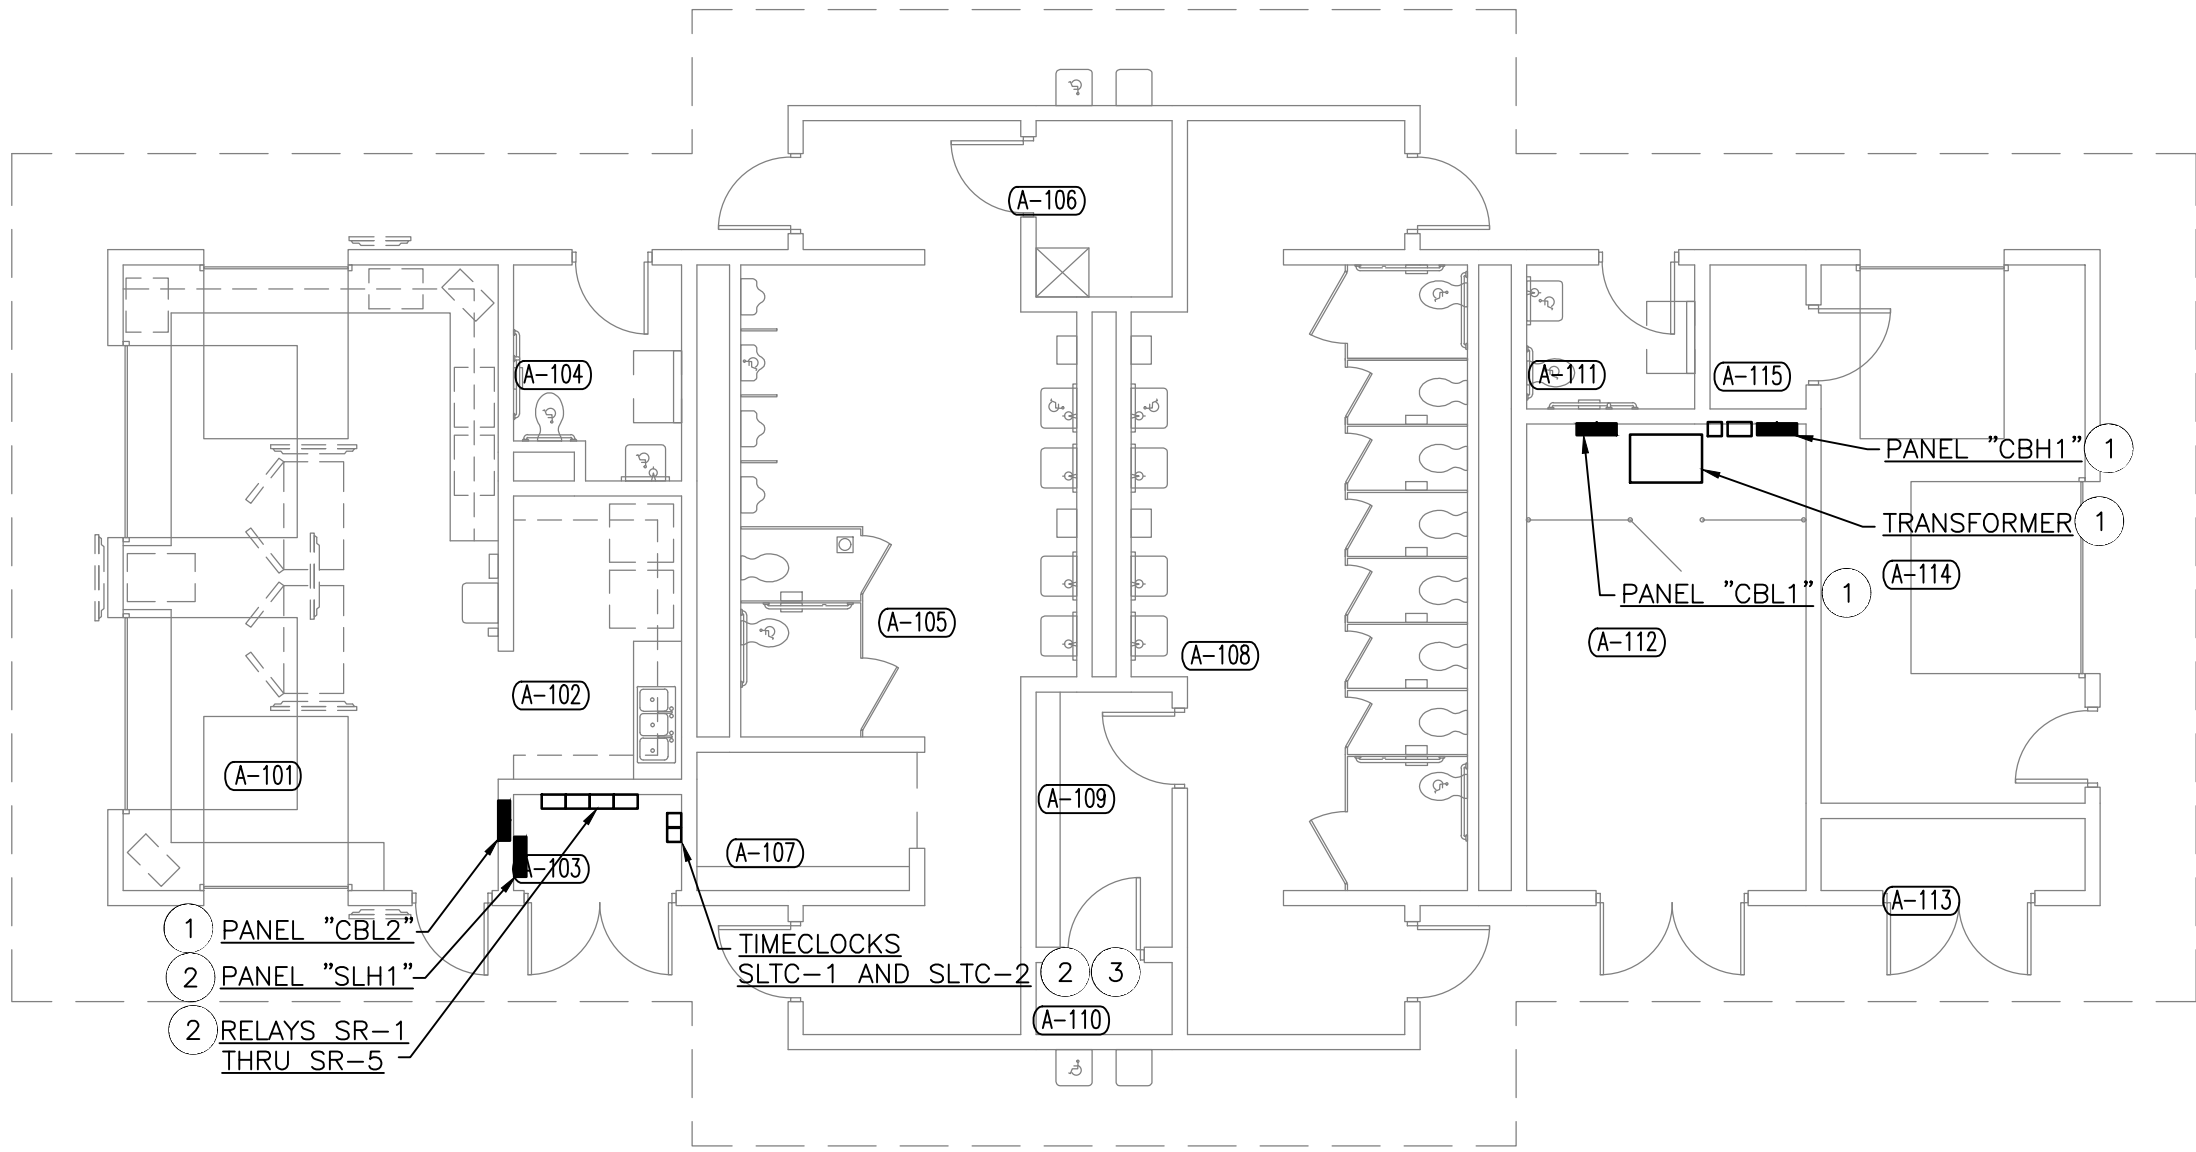 A-106
A-104
A-111
A-115
PANEL "CBH1" 1
TRANSFORMER 1
A-114
PANEL "CBL1" 1
A-105
A-112
A-108
A-102
A-101
A-109
A-107
A-103
A-113
1 PANEL "CBL2"
2 PANEL "SLH1"
2 RELAYS SR-1
THRU SR-5
TIMECLOCKS
SLTC-1 AND SLTC-2 2 3
A-110